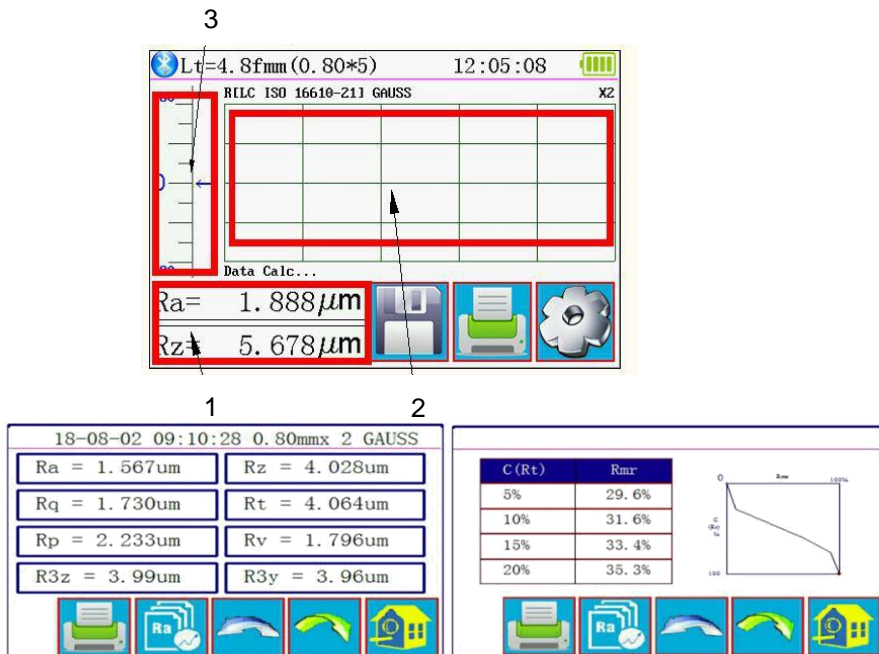 3
Lt=4.8fmm(0.80*5) 12:05:08
R[LC ISO 16610-21] GAUSS X2
Data Calc...
Ra= 1.888μm
Rz= 5.678μm
1 2
18-08-02 09:10:28 0.80mmx 2 GAUSS
Ra = 1.567um Rz = 4.028um
Rq = 1.730um Rt = 4.064um
Rp = 2.233um Rv = 1.796um
R3z = 3.99um R3y = 3.96um
Ra
C(Rt) Rmr
5% 29.6%
10% 31.6%
15% 33.4%
20% 35.3%
0 Rmr 100%
C
(Rt)
%
100
Ra